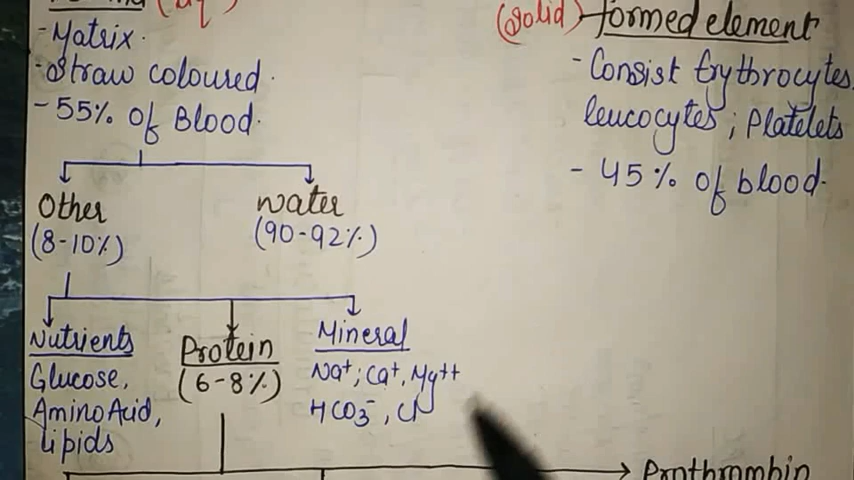 (solid) formed element
- Matrix.
- Straw coloured.
- 55% of Blood.
- Consist Erythrocytes,
leucocytes; Platelets
- 45% of blood.
Other
(8-10%)
Water
(90-92%)
Nutrients
Glucose,
Amino Acid,
Lipids
Protein
(6-8%)
Mineral
Na+; Ca+, Mg++
HCO3-, Cl
Prothrombin